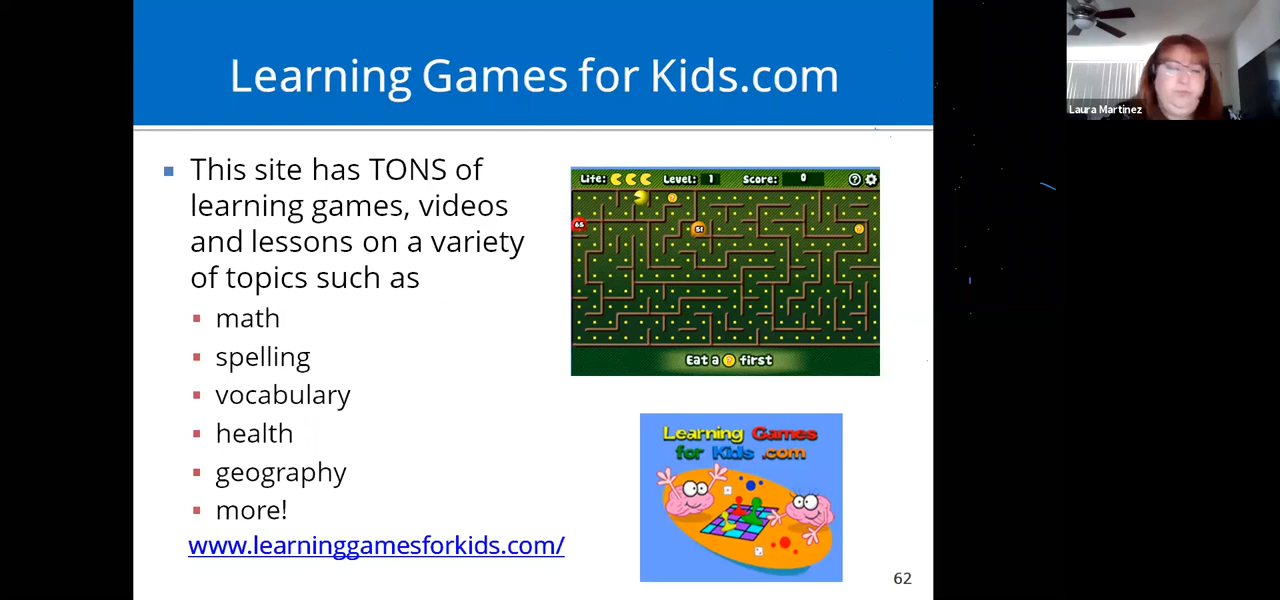 Learning Games for Kids.com
Laura Martinez
This site has TONS of
learning games, videos
and lessons on a variety
of topics such as
math
spelling
vocabulary
health
geography
more!
www.learninggamesforkids.com/
Life: Level: 1 Score: 0
65
51
Eat a ? first
Learning Games
for Kids .com
62